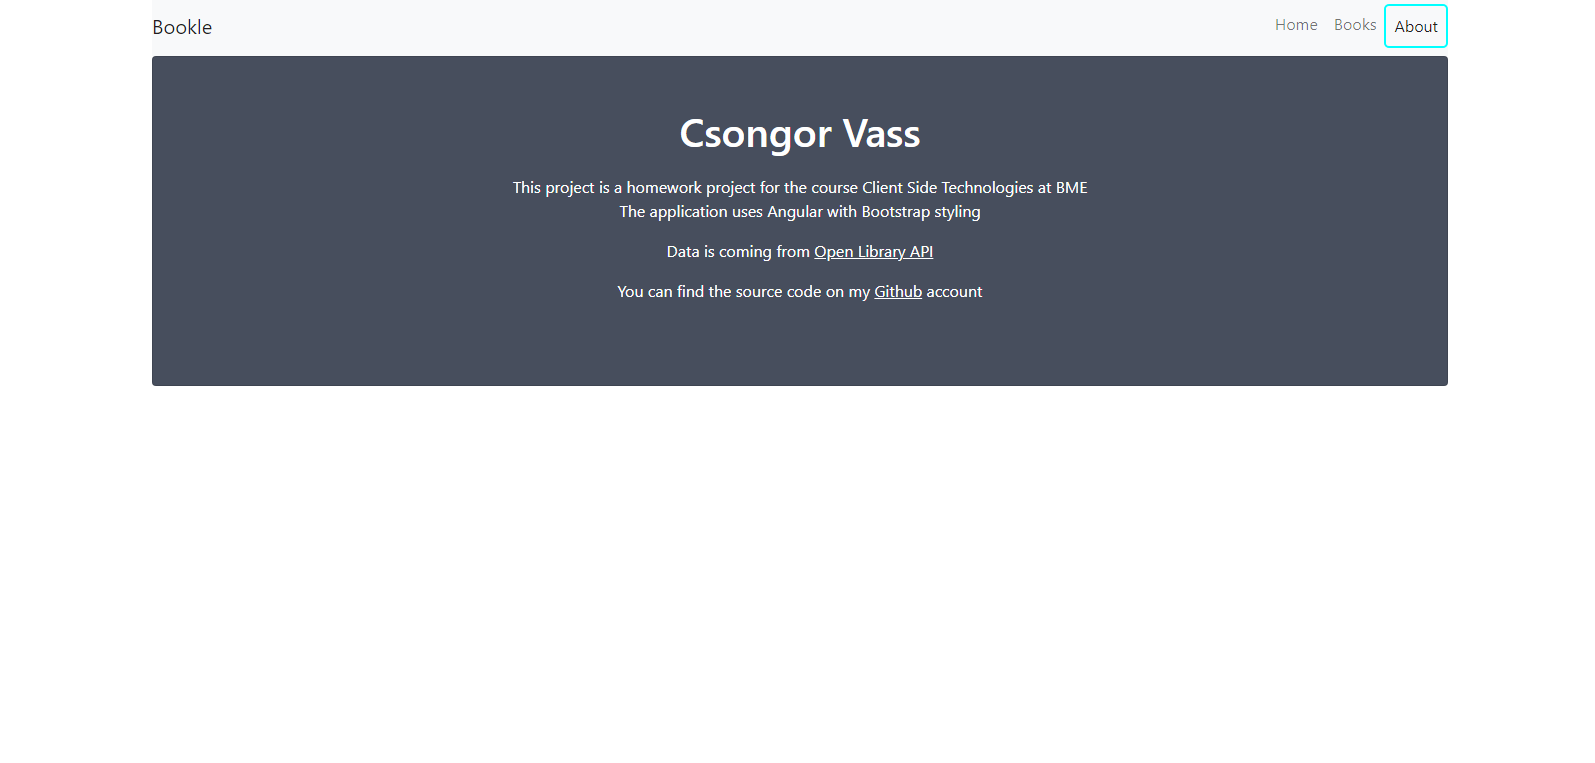 Bookle
Home Books About
Csongor Vass
This project is a homework project for the course Client Side Technologies at BME
The application uses Angular with Bootstrap styling
Data is coming from Open Library API
You can find the source code on my Github account